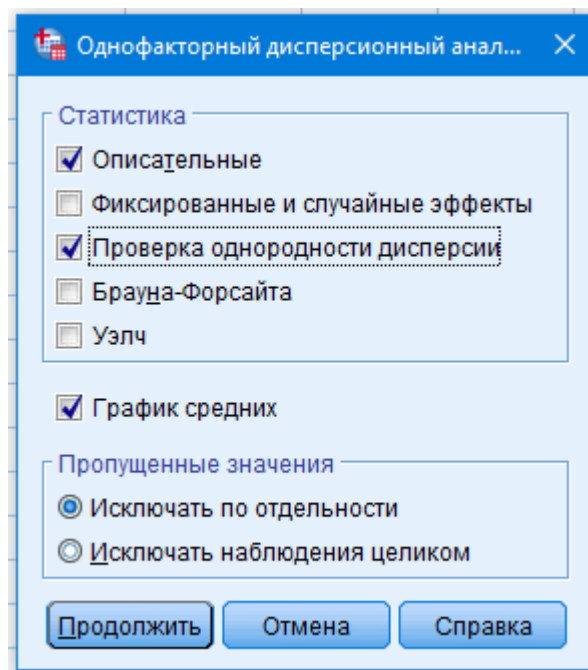 Однофакторный дисперсионный анал...
Статистика
Описательные
Фиксированные и случайные эффекты
Проверка однородности дисперсии
Брауна-Форсайта
Уэлч
График средних
Пропущенные значения
Исключать по отдельности
Исключать наблюдения целиком
Продолжить Отмена Справка